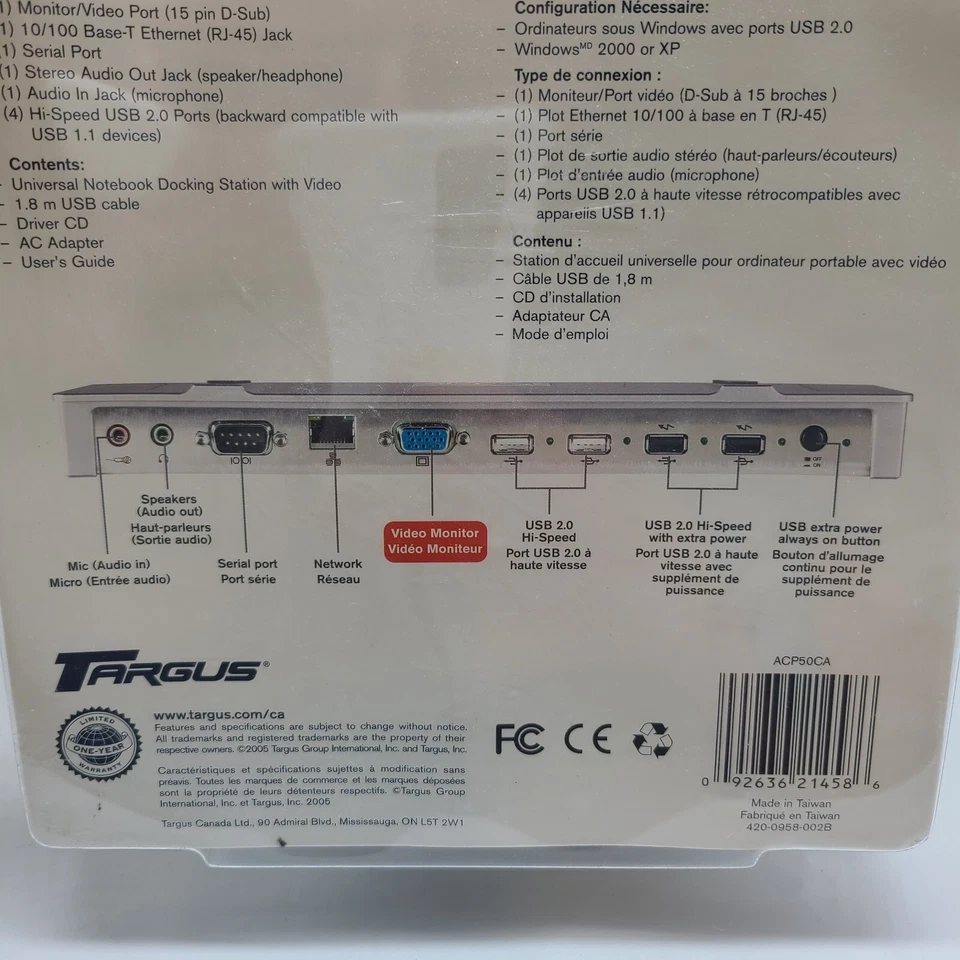 1) Monitor/Video Port (15 pin D-Sub)
1) 10/100 Base-T Ethernet (RJ-45) Jack
(1) Serial Port
(1) Stereo Audio Out Jack (speaker/headphone)
(1) Audio In Jack (microphone)
(4) Hi-Speed USB 2.0 Ports (backward compatible with
USB 1.1 devices)
Contents:
- Universal Notebook Docking Station with Video
- 1.8 m USB cable
– Driver CD
– AC Adapter
– User's Guide
Configuration Nécessaire:
– Ordinateurs sous Windows avec ports USB 2.0
– Windowsᴹᴰ 2000 or XP
Type de connexion :
– (1) Moniteur/Port vidéo (D-Sub à 15 broches )
– (1) Plot Ethernet 10/100 à base en T (RJ-45)
– (1) Port série
– (1) Plot de sortie audio stéréo (haut-parleurs/écouteurs)
– (1) Plot d'entrée audio (microphone)
– (4) Ports USB 2.0 à haute vitesse rétrocompatibles avec
appareils USB 1.1)
Contenu :
– Station d'accueil universelle pour ordinateur portable avec vidéo
– Câble USB de 1,8 m
– CD d'installation
– Adaptateur CA
– Mode d'emploi
IOIOI
OFF
ON
Mic (Audio in)
Micro (Entrée audio)
Speakers
(Audio out)
Haut-parleurs
(Sortie audio)
Serial port
Port série
Network
Réseau
Video Monitor
Vidéo Moniteur
USB 2.0
Hi-Speed
Port USB 2.0 à
haute vitesse
USB 2.0 Hi-Speed
with extra power
Port USB 2.0 à haute
vitesse avec
supplément de
puissance
USB extra power
always on button
Bouton d'allumage
continu pour le
supplément de
puissance
TARGUS®
LIMITED
ONE-YEAR
WARRANTY
www.targus.com/ca
Features and specifications are subject to change without notice.
All trademarks and registered trademarks are the property of their
respective owners. ©2005 Targus Group International, Inc. and Targus, Inc.
Caractéristiques et spécifications sujettes à modification sans
préavis. Toutes les marques de commerce et les marques déposées
sont la propriété de leurs détenteurs respectifs. ©Targus Group
International, Inc. et Targus, Inc. 2005
Targus Canada Ltd., 90 Admiral Blvd., Mississauga, ON L5T 2W1
FC CE
ACP50CA
0 92636 21458 6
Made in Taiwan
Fabriqué en Taiwan
420-0958-002B